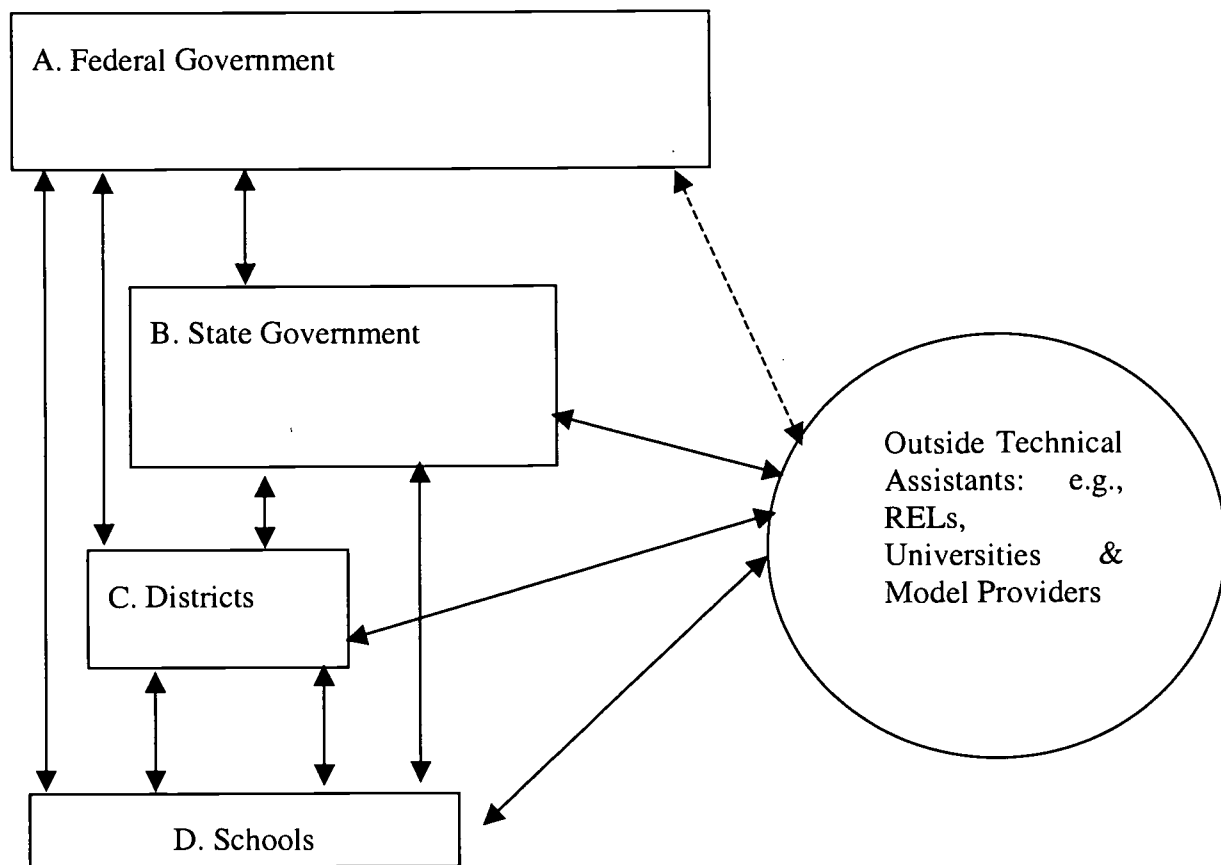 A. Federal Government
B. State Government
Outside Technical
Assistants: e.g.,
RELs,
Universities &
Model Providers
C. Districts
D. Schools